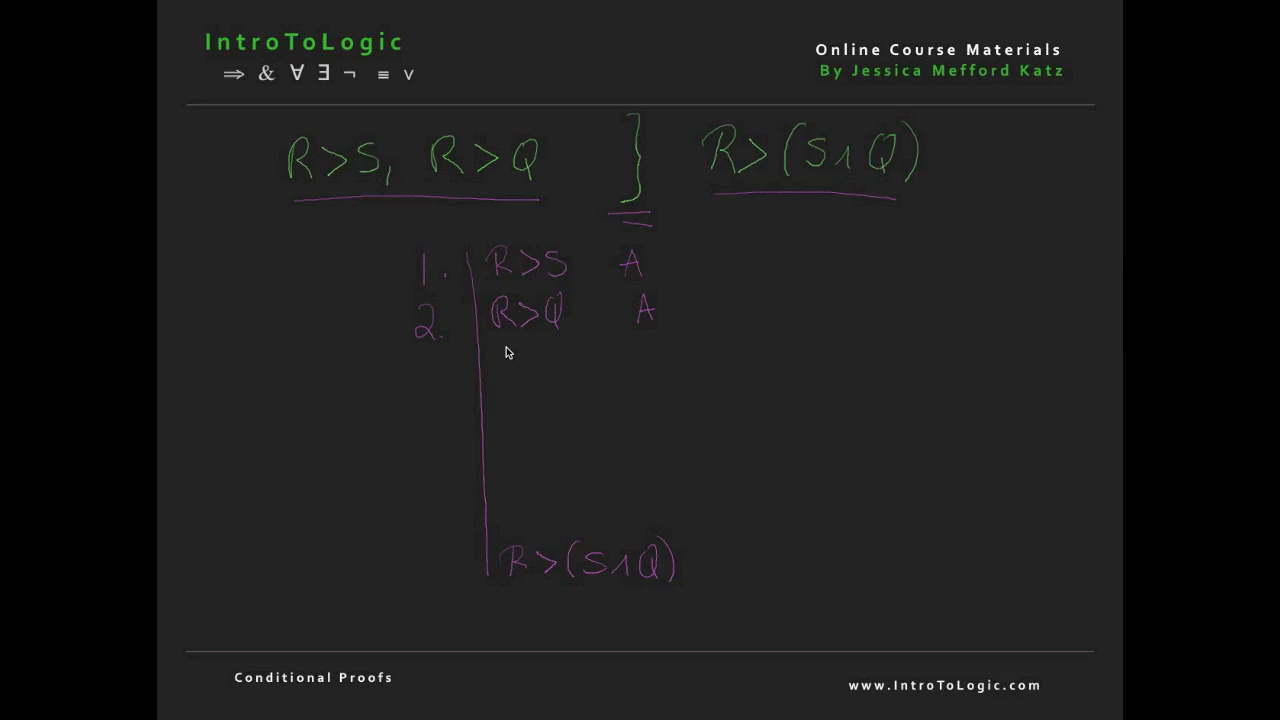 IntroToLogic
⇒ & ∀ ∃ ¬ ≡ v
Online Course Materials
By Jessica Mefford Katz
R>S, R>Q } R>(S∧Q)
1. R>S A
2. R>Q A
R>(S∧Q)
Conditional Proofs
www.IntroToLogic.com